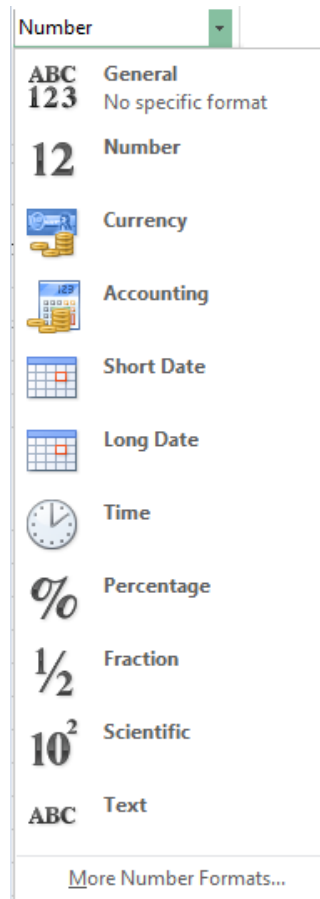 Number
ABC
123
General
No specific format
12
Number
Currency
123
Accounting
Short Date
Long Date
Time
%
Percentage
1/2
Fraction
10²
Scientific
ABC
Text
More Number Formats...